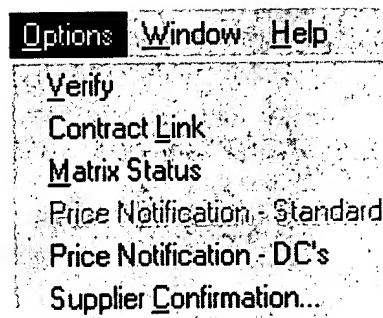 Options Window Help
Verify
Contract Link
Matrix Status
Price Notification - Standard
Price Notification - DC's
Supplier Confirmation...